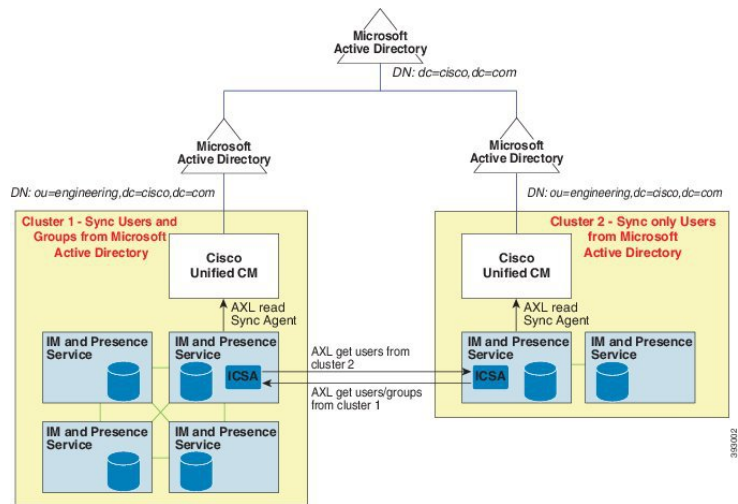 Microsoft
Active Directory
DN: dc=cisco,dc=com
Microsoft
Active Directory
Microsoft
Active Directory
DN: ou=engineering,dc=cisco,dc=com
DN: ou=engineering,dc=cisco,dc=com
Cluster 1 - Sync Users and
Groups from Microsoft
Active Directory
Cisco
Unified CM
AXL read
Sync Agent
IM and Presence
Service
IM and Presence
Service
ICSA
IM and Presence
Service
IM and Presence
Service
AXL get users from
cluster 2
AXL get users/groups
from cluster 1
Cluster 2 - Sync only Users
from Microsoft
Active Directory
Cisco
Unified CM
AXL read
Sync Agent
IM and Presence
Service
ICSA
IM and Presence
Service
393002